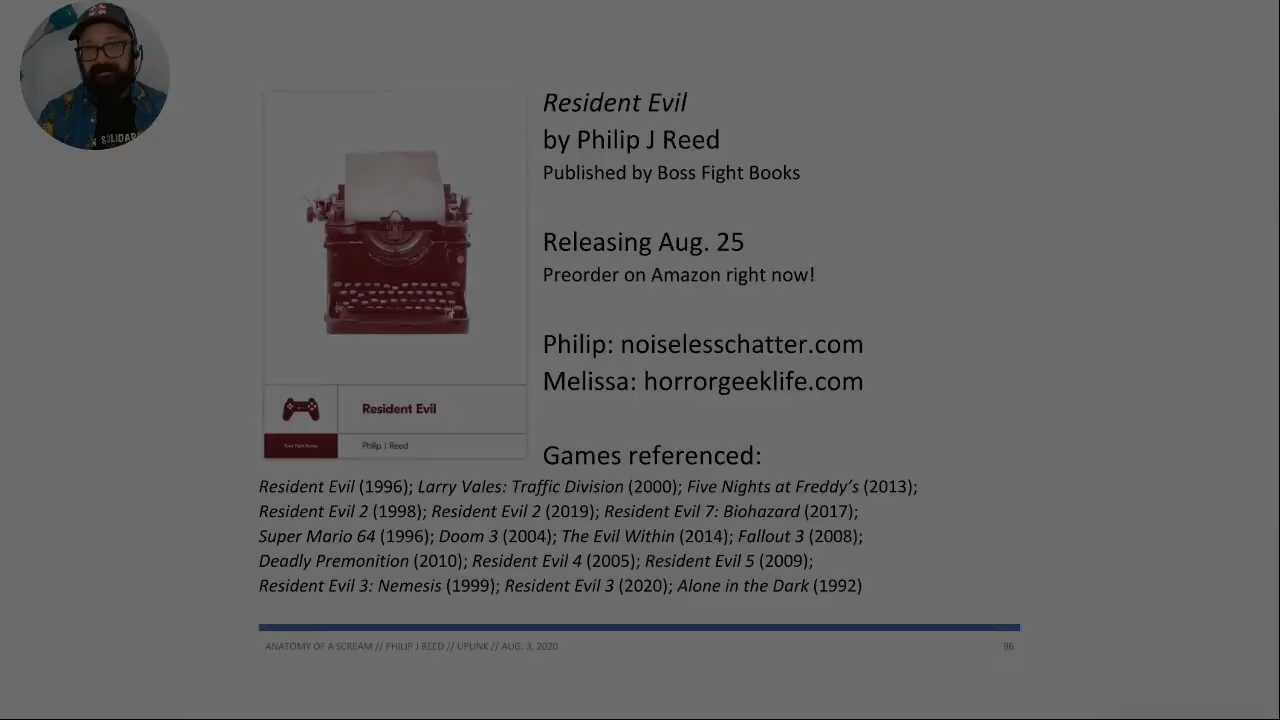 SOLIDAR
Resident Evil
by Philip J Reed
Published by Boss Fight Books
Releasing Aug. 25
Preorder on Amazon right now!
Philip: noiselesschatter.com
Melissa: horrorgeeklife.com
Resident Evil
Boss Fight Books
Philip J Reed
Games referenced:
Resident Evil (1996); Larry Vales: Traffic Division (2000); Five Nights at Freddy’s (2013);
Resident Evil 2 (1998); Resident Evil 2 (2019); Resident Evil 7: Biohazard (2017);
Super Mario 64 (1996); Doom 3 (2004); The Evil Within (2014); Fallout 3 (2008);
Deadly Premonition (2010); Resident Evil 4 (2005); Resident Evil 5 (2009);
Resident Evil 3: Nemesis (1999); Resident Evil 3 (2020); Alone in the Dark (1992)
ANATOMY OF A SCREAM // PHILIP J REED // UPLINK // AUG. 3, 2020
96